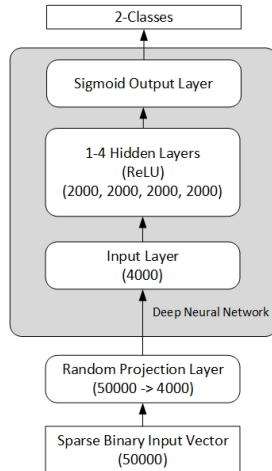 2-Classes
Sigmoid Output Layer
1-4 Hidden Layers
(ReLU)
(2000, 2000, 2000, 2000)
Input Layer
(4000)
Deep Neural Network
Random Projection Layer
(50000 -> 4000)
Sparse Binary Input Vector
(50000)